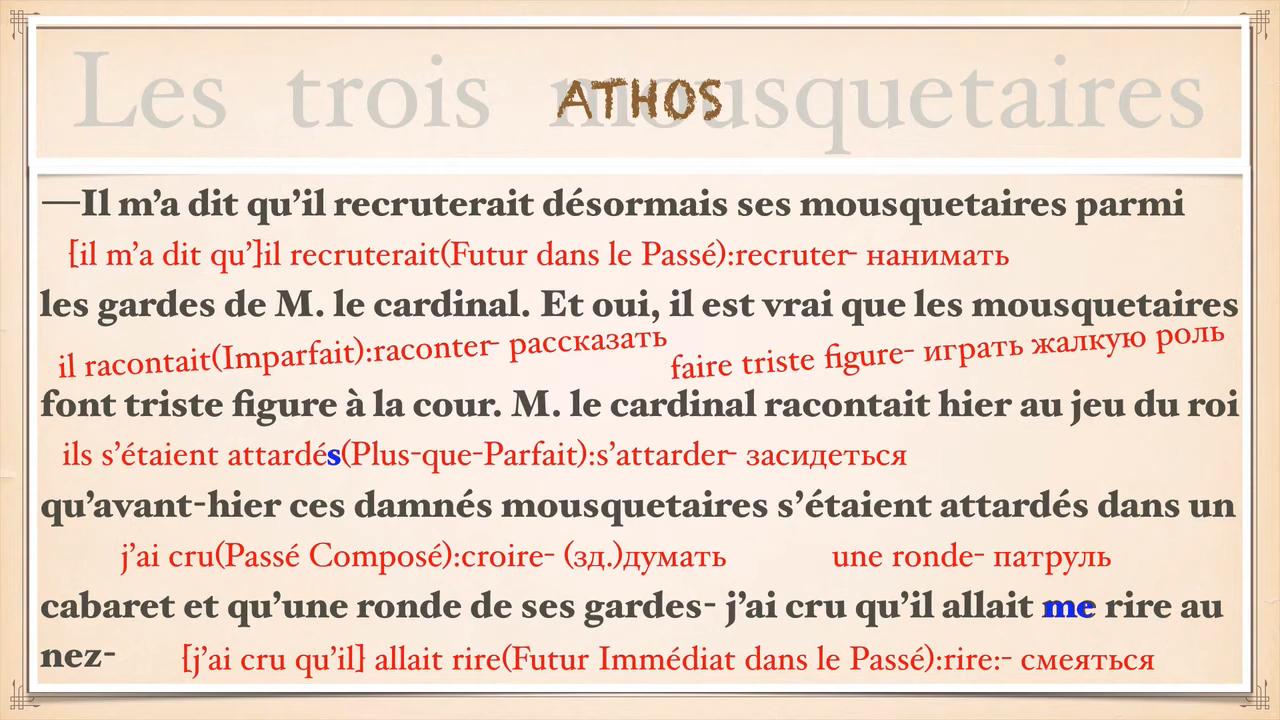 Les trois mousquetaires
ATHOS
—Il m’a dit qu’il recruterait désormais ses mousquetaires parmi
[il m’a dit qu’}il recruterait(Futur dans le Passé):recruter- нанимать
les gardes de M. le cardinal. Et oui, il est vrai que les mousquetaires
il racontait(Imparfait):raconter- рассказать
faire triste figure- играть жалкую роль
font triste figure à la cour. M. le cardinal racontait hier au jeu du roi
ils s’étaient attardés(Plus-que-Parfait):s’attarder- засидеться
qu’avant-hier ces damnés mousquetaires s’étaient attardés dans un
j’ai cru(Passé Composé):croire- (зд.)думать une ronde- патруль
cabaret et qu’une ronde de ses gardes- j’ai cru qu’il allait me rire au
nez- [j’ai cru qu’il] allait rire(Futur Immédiat dans le Passé):rire:- смеяться